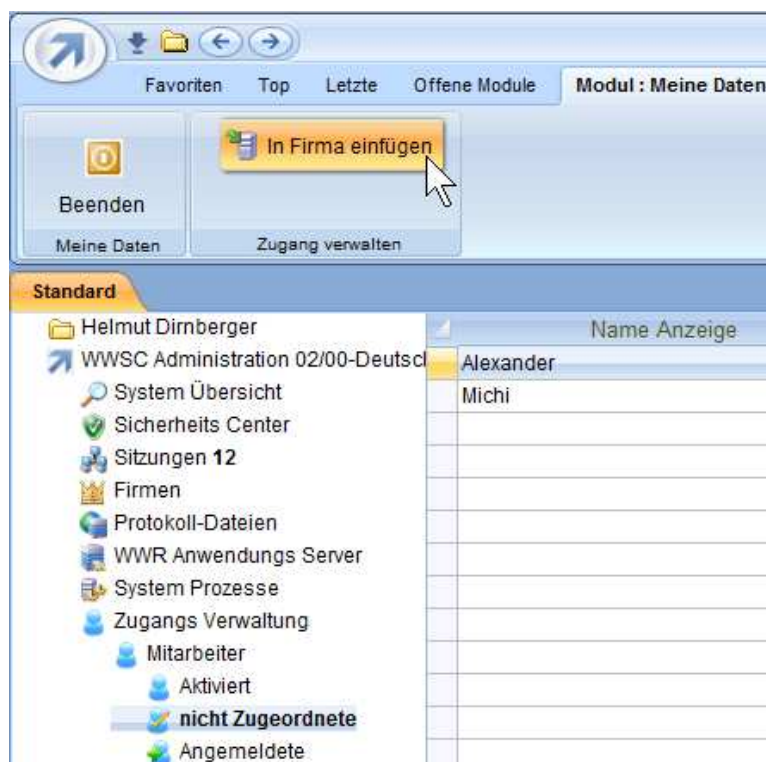 Favoriten Top Letzte Offene Module Modul : Meine Daten
In Firma einfügen
Beenden
Meine Daten Zugang verwalten
Standard
Helmut Dirnberger
WWSC Administration 02/00-Deutscl
System Übersicht
Sicherheits Center
Sitzungen 12
Firmen
Protokoll-Dateien
WWR Anwendungs Server
System Prozesse
Zugangs Verwaltung
Mitarbeiter
Aktiviert
nicht Zugeordnete
Angemeldete
Name Anzeige
Alexander
Michi